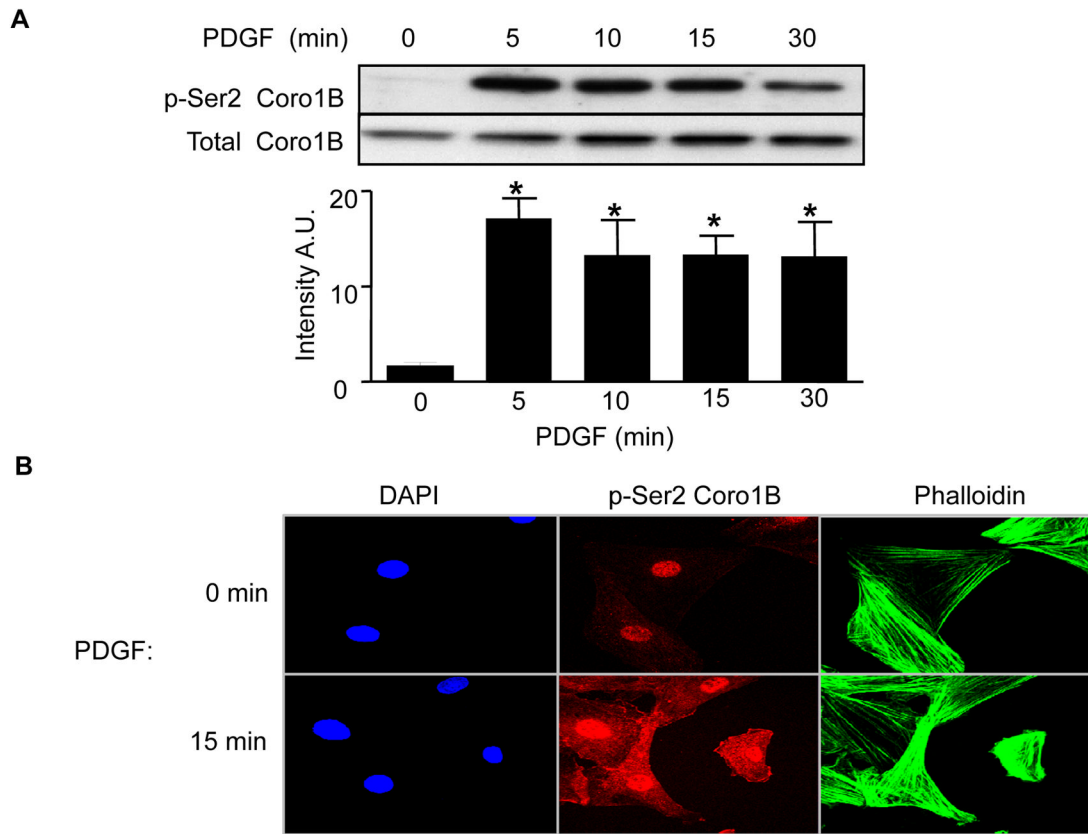 A
PDGF (min) 0 5 10 15 30
p-Ser2 Coro1B
Total Coro1B
20
* * * *
10
0
Intensity A.U.
0 5 10 15 30
PDGF (min)
B
DAPI p-Ser2 Coro1B Phalloidin
0 min
PDGF:
15 min